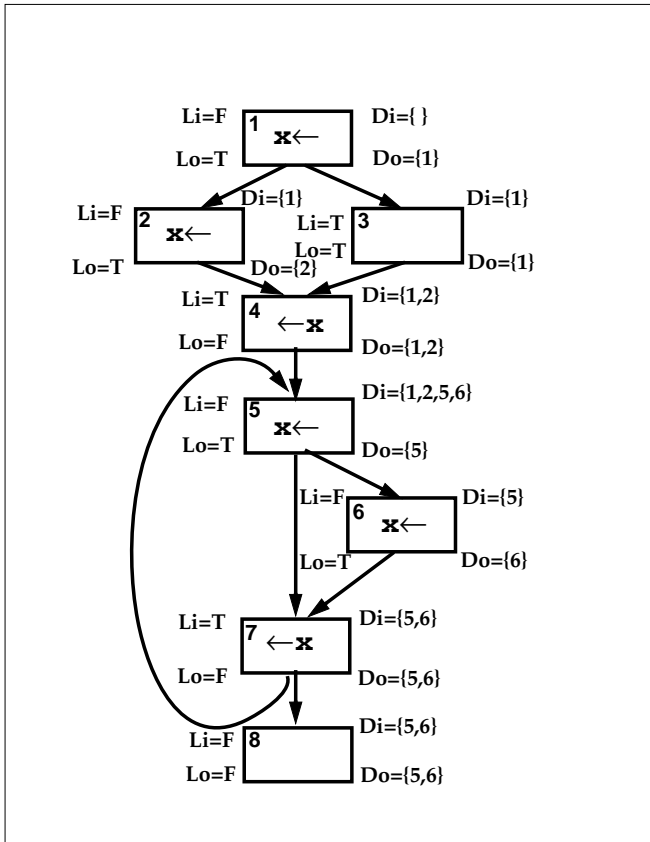 Li=F 1 Di={ }
x←
Lo=T Do={1}
Li=F 2 Di={1} Li=T 3 Di={1}
x←
Lo=T Do={2} Lo=T Do={1}
Li=T 4 Di={1,2}
←x
Lo=F Do={1,2}
Li=F 5 Di={1,2,5,6}
x←
Lo=T Do={5}
Li=F 6 Di={5}
x←
Lo=T Do={6}
Li=T 7 Di={5,6}
←x
Lo=F Do={5,6}
Li=F 8 Di={5,6}
Lo=F Do={5,6}